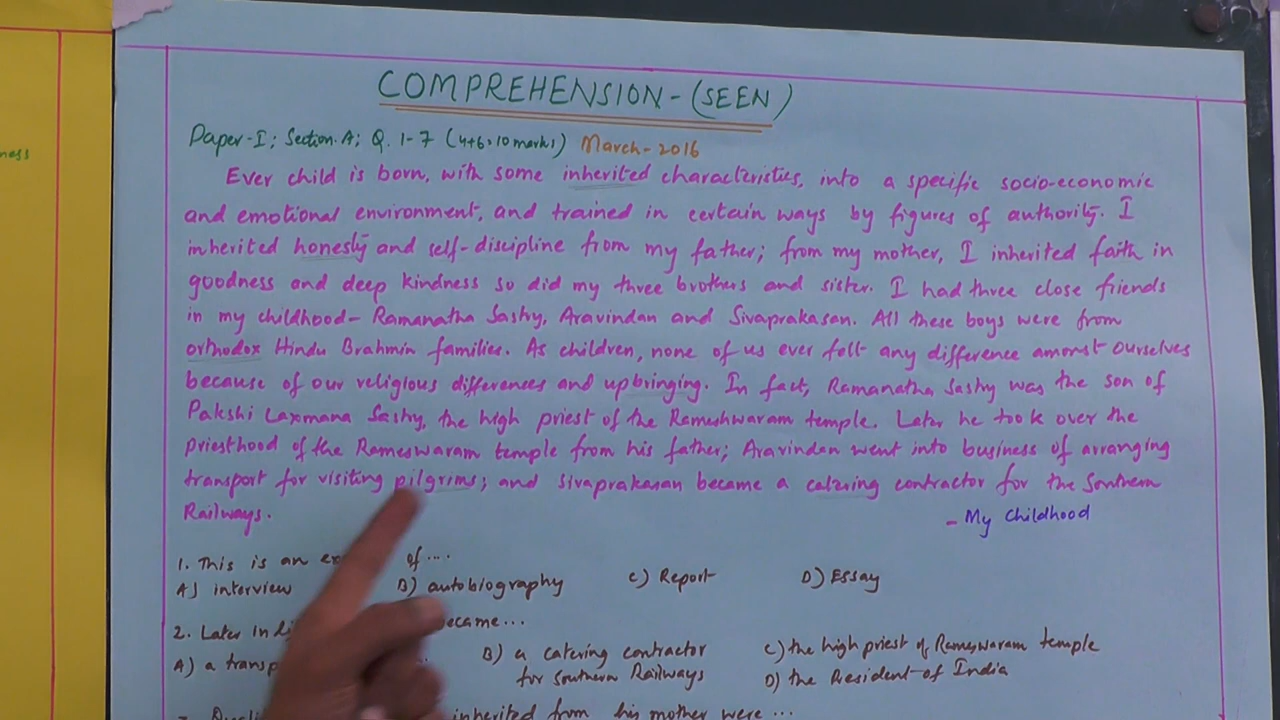 ness
COMPREHENSION - (SEEN)
Paper-I; Section.A; Q. 1-7 (4+6=10 marks) March-2016
Ever child is born, with some inherited characteristics, into a specific socio-economic
and emotional environment, and trained in certain ways by figures of authority. I
inherited honesty and self-discipline from my father; from my mother, I inherited faith in
goodness and deep kindness so did my three brothers and sister. I had three close friends
in my childhood- Ramanatha Sastry, Aravindan and Sivaprakasan. All these boys were from
orthodox Hindu Brahmin families. As children, none of us ever felt any difference amonst ourselves
because of our religious differences and upbringing. In fact, Ramanatha Sastry was the son of
Pakshi Laxmana Sastry, the high priest of the Rameshwaram temple. Later he took over the
priesthood of the Rameswaram temple from his father; Aravindan went into business of arranging
transport for visiting pilgrims; and Sivaprakasan became a catering contractor for the Southern
Railways.
- My Childhood
1. This is an of....
A) interview B) autobiography C) Report D) Essay
2. Later in became...
A) a B) a catering contractor for Southern Railways C) the high priest of Rameswaram temple
D) the President of India
inherited from his mother were ...